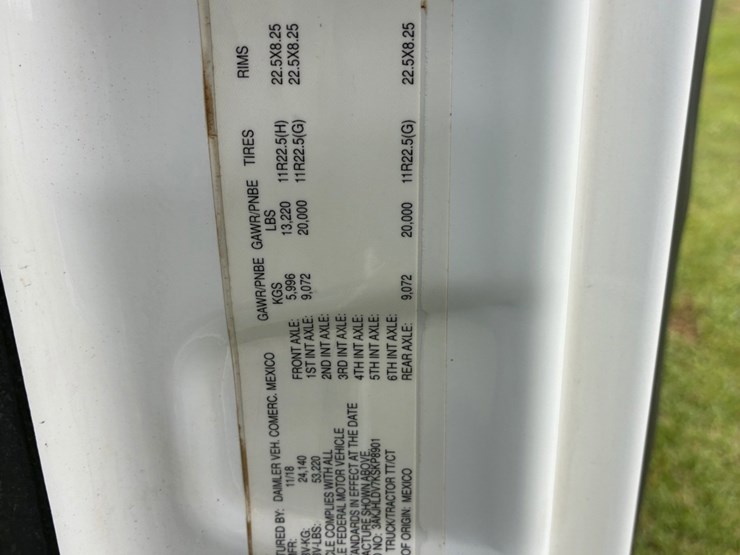 TURED BY: DAIMLER VEH. COMERC. MEXICO
FR: 11/18
V-KG: 24,140
V-LBS: 53,220
CLE COMPLIES WITH ALL
E FEDERAL MOTOR VEHICLE
ANDARDS IN EFFECT AT THE DATE
ACTURE SHOWN ABOVE
NO: 3AKJHLDV7KSKP8901
TRUCK/TRACTOR TT/CT
OF ORIGIN: MEXICO
GAWR/PNBE GAWR/PNBE TIRES RIMS
KGS LBS
FRONT AXLE: 5,996 13,220 11R22.5(H) 22.5X8.25
1ST INT AXLE: 9,072 20,000 11R22.5(G) 22.5X8.25
2ND INT AXLE:
3RD INT AXLE:
4TH INT AXLE:
5TH INT AXLE:
6TH INT AXLE:
REAR AXLE: 9,072 20,000 11R22.5(G) 22.5X8.25